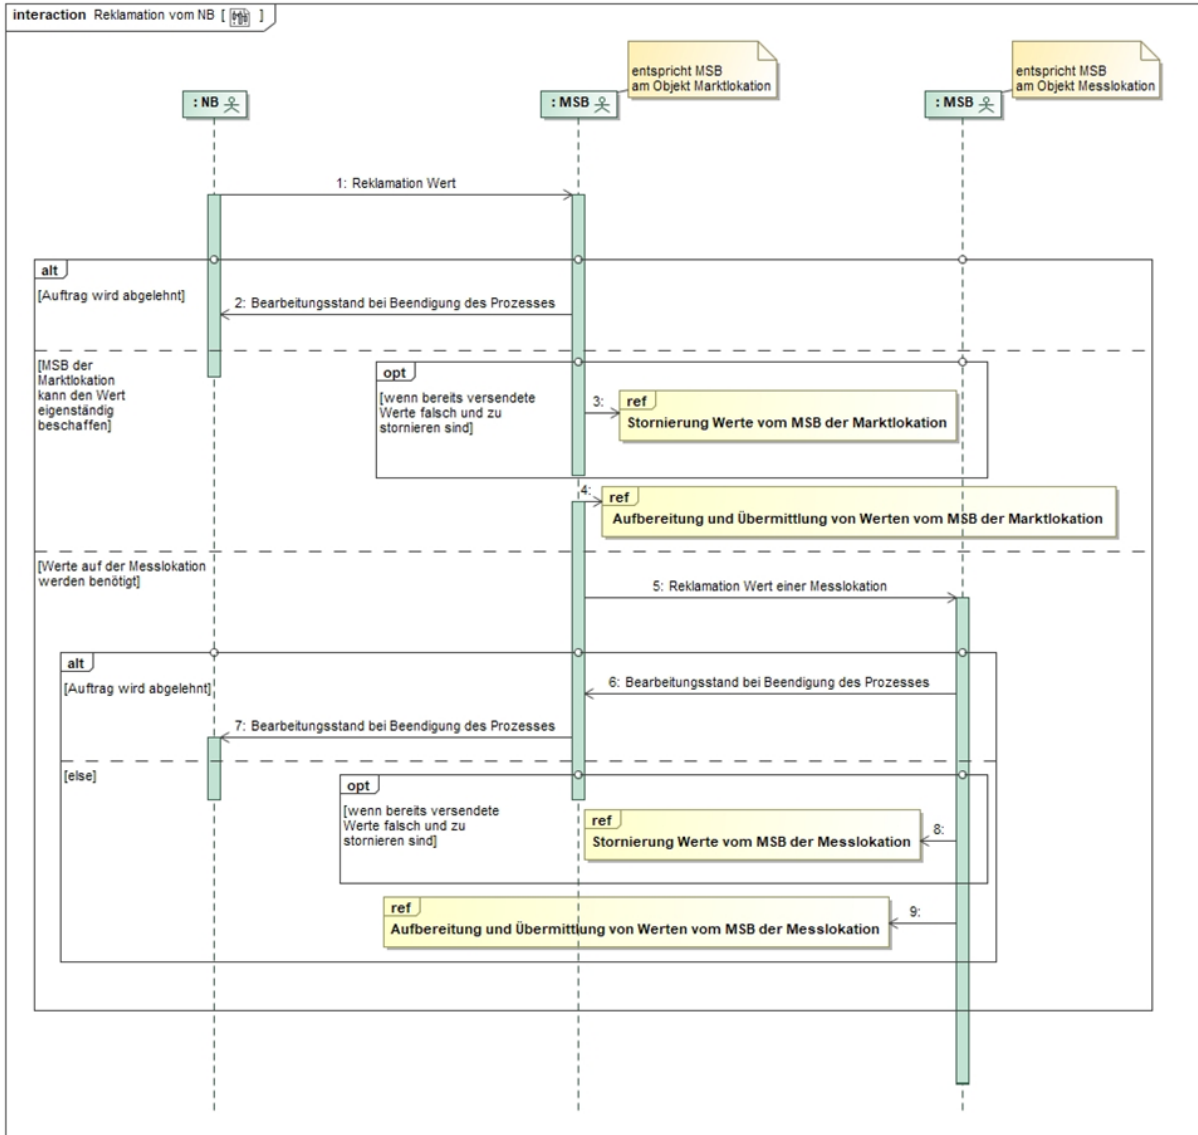 interaction Reklamation vom NB [ ]
entspricht MSB
am Objekt Marktlokation
entspricht MSB
am Objekt Messlokation
: NB
: MSB
: MSB
1: Reklamation Wert
alt
[Auftrag wird abgelehnt]
2: Bearbeitungsstand bei Beendigung des Prozesses
[MSB der
Marktlokation
kann den Wert
eigenständig
beschaffen]
opt
[wenn bereits versendete
Werte falsch und zu
stornieren sind]
3:
ref
Stornierung Werte vom MSB der Marktlokation
4:
ref
Aufbereitung und Übermittlung von Werten vom MSB der Marktlokation
[Werte auf der Messlokation
werden benötigt]
5: Reklamation Wert einer Messlokation
alt
[Auftrag wird abgelehnt]
6: Bearbeitungsstand bei Beendigung des Prozesses
7: Bearbeitungsstand bei Beendigung des Prozesses
[else]
opt
[wenn bereits versendete
Werte falsch und zu
stornieren sind]
ref
Stornierung Werte vom MSB der Messlokation
8:
ref
Aufbereitung und Übermittlung von Werten vom MSB der Messlokation
9: